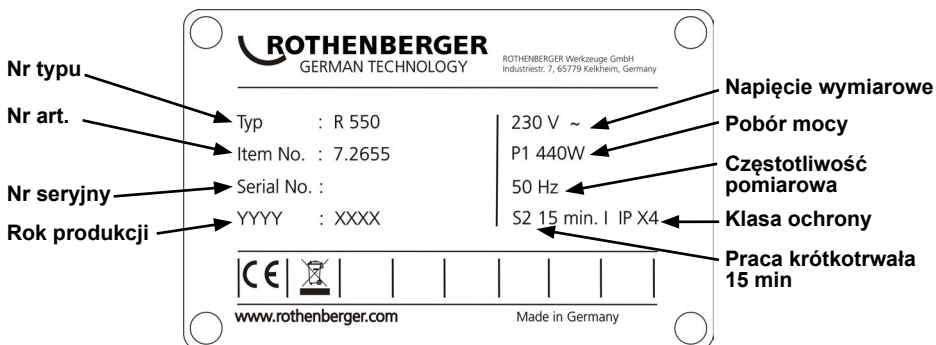 ROTHENBERGER
GERMAN TECHNOLOGY
ROTHENBERGER Werkzeuge GmbH
Industriestr. 7, 65779 Kelkheim, Germany
Nr typu
Nr art.
Nr seryjny
Rok produkcji
Typ : R 550
Item No. : 7.2655
Serial No. :
YYYY : XXXX
230 V ~
P1 440W
50 Hz
S2 15 min. I IP X4
Napięcie wymiarowe
Pobór mocy
Częstotliwość
pomiarowa
Klasa ochrony
Praca krótkotrwała
15 min
CE
www.rothenberger.com
Made in Germany